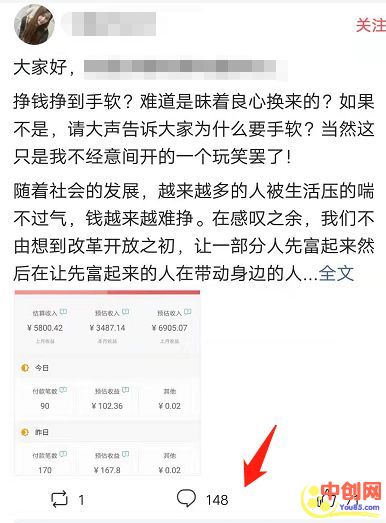 关注
大家好，
挣钱挣到手软？难道是昧着良心换来的？如果
不是，请大声告诉大家为什么要手软？当然这
只是我不经意间开的一个玩笑罢了！
随着社会的发展，越来越多的人被生活压的喘
不过气，钱越来越难挣。在感叹之余，我们不
由想到改革开放之初，让一部分人先富起来然
后在让先富起来的人在带动身边的人...全文
结算收入 预估收入 预估收入
¥ 5800.42 ¥ 3487.14 ¥ 6905.07
上月收益 本月收益 上月收益
今日
付款笔数 预估收益 其他
90 ¥ 102.36 ¥ 0.02
昨日
付款笔数 预估收益 其他
170 ¥ 167.8 ¥ 0.02
1 148 71
中创网
You85.com